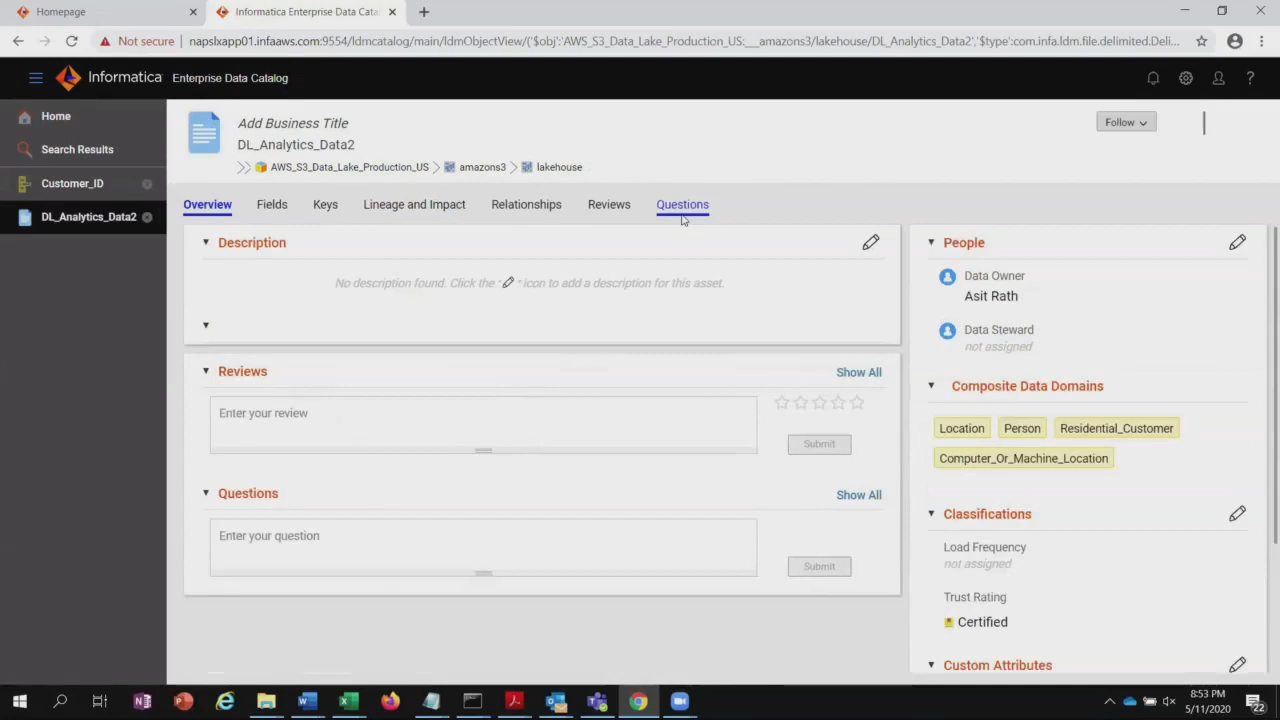 Homepage
Informatica Enterprise Data Cata
Not secure
napslxapp01.infaaws.com:9554/ldmcatalog/main/ldmObjectView/('$obj':'AWS_S3_Data_Lake_Production_US:___amazons3/lakehouse/DL_Analytics_Data2','$type':com.infa.ldm.file.delimited.Deli...
Informatica Enterprise Data Catalog
Home
Search Results
Customer_ID
DL_Analytics_Data2
Add Business Title
DL_Analytics_Data2
AWS_S3_Data_Lake_Production_US > amazons3 > lakehouse
Follow
Overview Fields Keys Lineage and Impact Relationships Reviews Questions
Description
No description found. Click the " " icon to add a description for this asset.
Reviews
Show All
Enter your review
Submit
Questions
Show All
Enter your question
Submit
People
Data Owner
Asit Rath
Data Steward
not assigned
Composite Data Domains
Location Person Residential_Customer
Computer_Or_Machine_Location
Classifications
Load Frequency
not assigned
Trust Rating
Certified
Custom Attributes
8:53 PM
5/11/2020
22